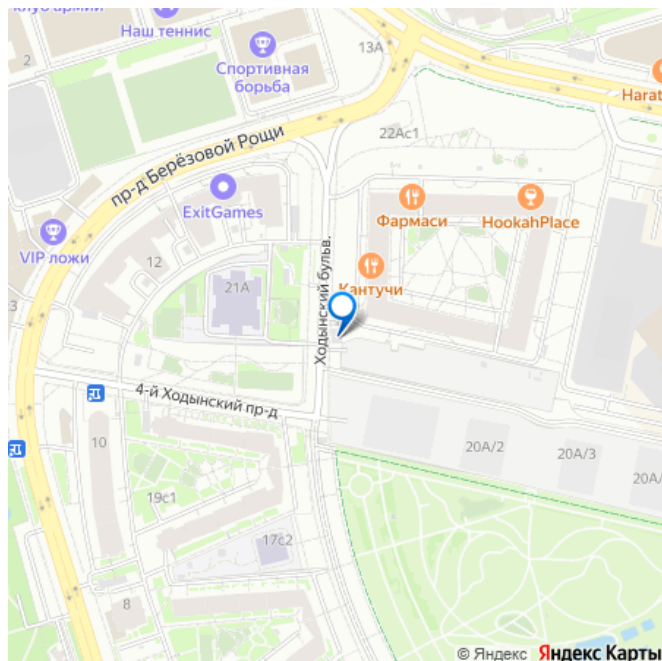 клуб армии
Наш теннис
2
13А
Спортивная
борьба
Harat
22Ас1
пр-д Берёзовой Рощи
ExitGames
Фармаси
HookahPlace
VIP ложи
12
Кантучи
21А
3
Ходынский бульв.
4-й Ходынский пр-д
10
20А/2
20А/3
20А/
19с1
17с2
8
© Яндекс
Яндекс Карты